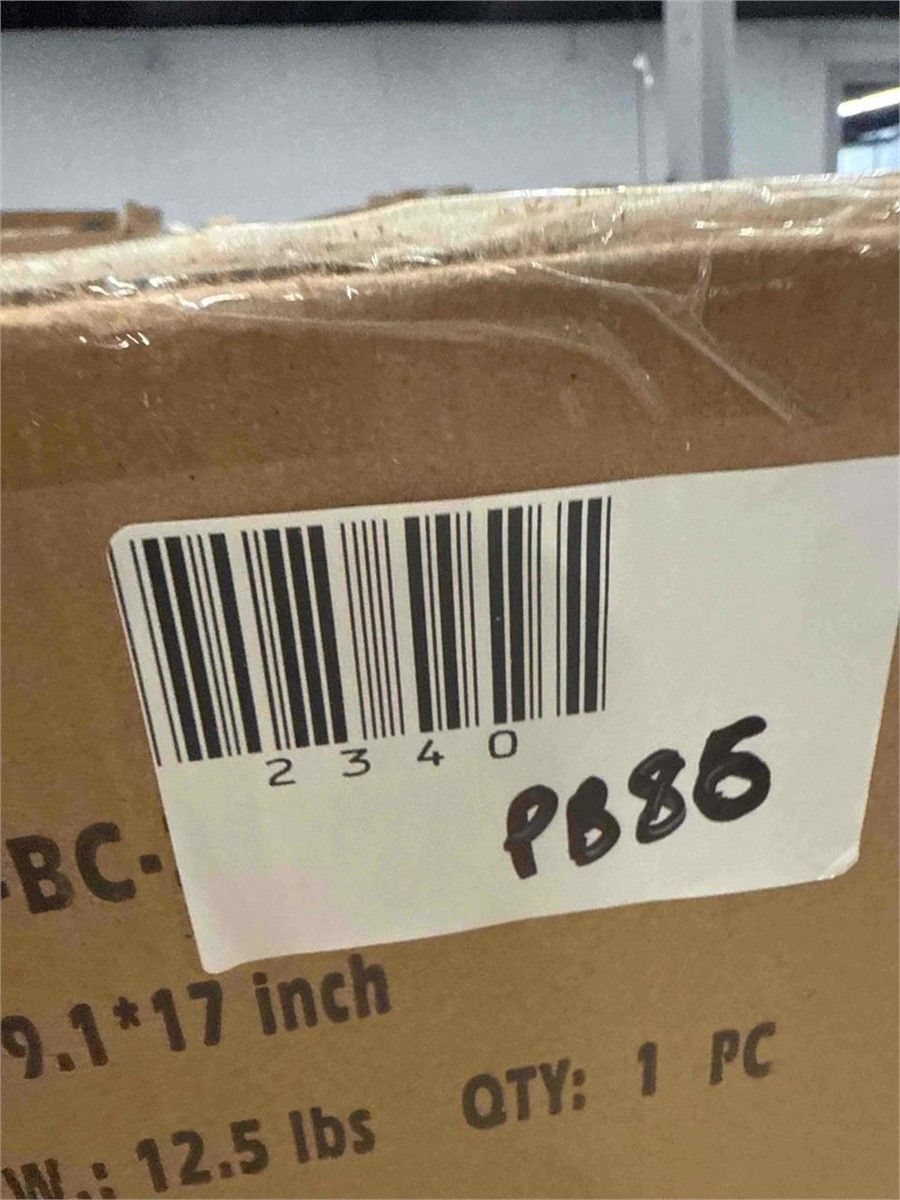 2340
PB86
-BC-
9.1*17 inch
W.: 12.5 lbs QTY: 1 PC